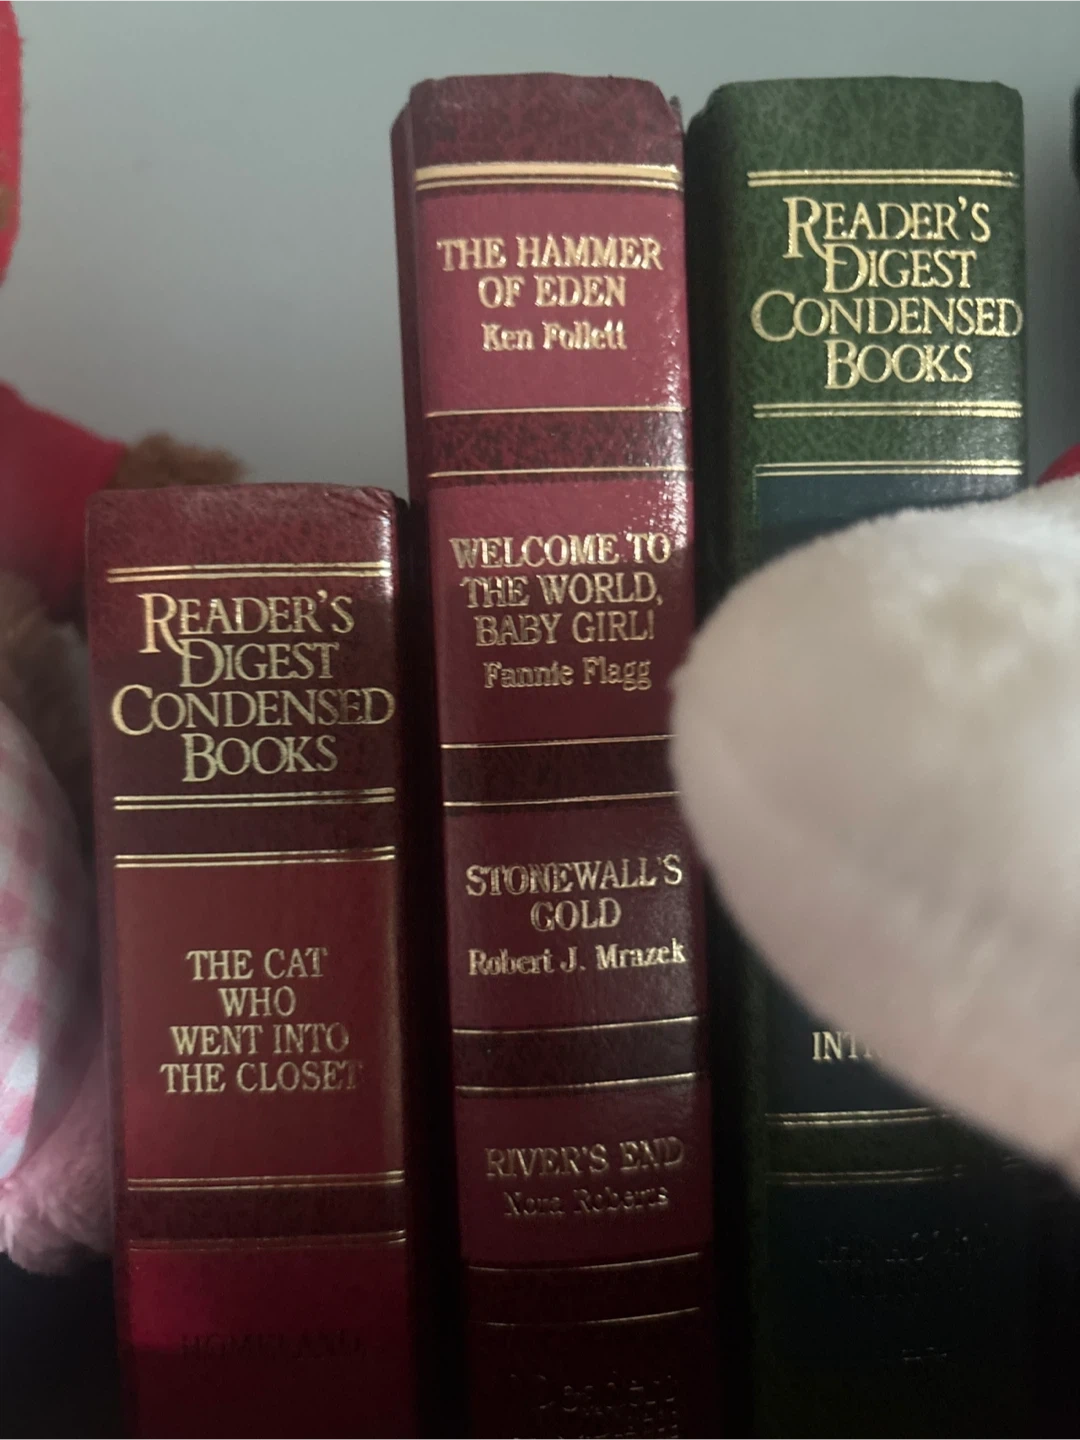 READER'S
DIGEST
CONDENSED
BOOKS
THE CAT
WHO
WENT INTO
THE CLOSET
HOMELAND
THE HAMMER
OF EDEN
Ken Follett
WELCOME TO
THE WORLD,
BABY GIRL!
Fannie Flagg
STONEWALL'S
GOLD
Robert J. Mrazek
RIVER'S END
Nora Roberts
READER'S
DIGEST
CONDENSED
BOOKS